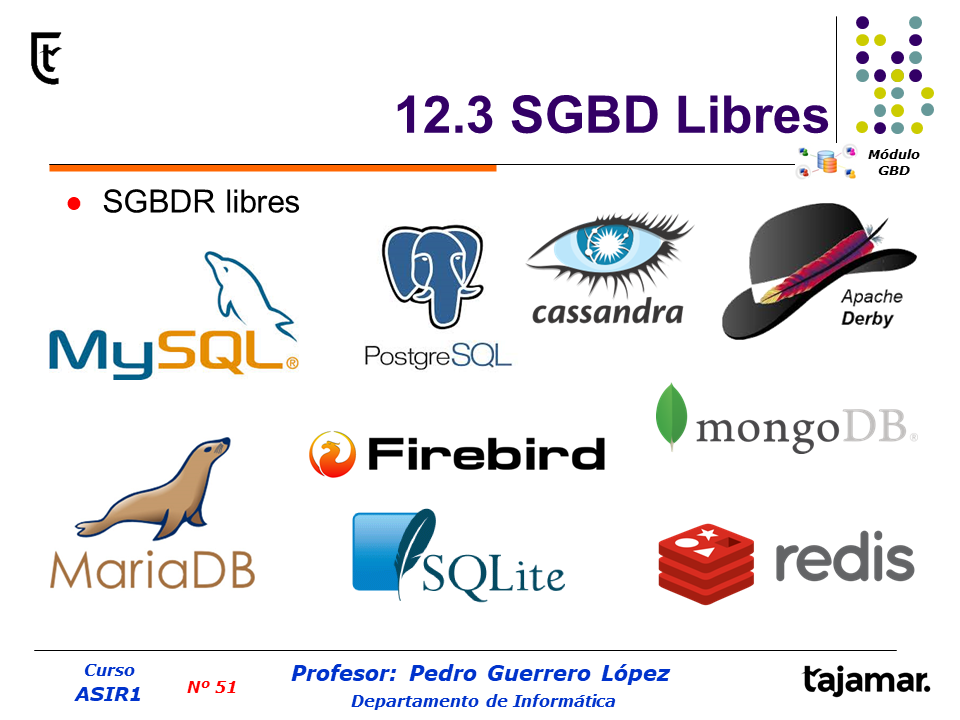 12.3 SGBD Libres
Módulo
GBD
● SGBDR libres
MySQL®
PostgreSQL
cassandra
Apache
Derby
mongoDB®
Firebird
MariaDB
SQLite
redis
Curso
ASIR1
Nº 51
Profesor: Pedro Guerrero López
Departamento de Informática
tajamar.